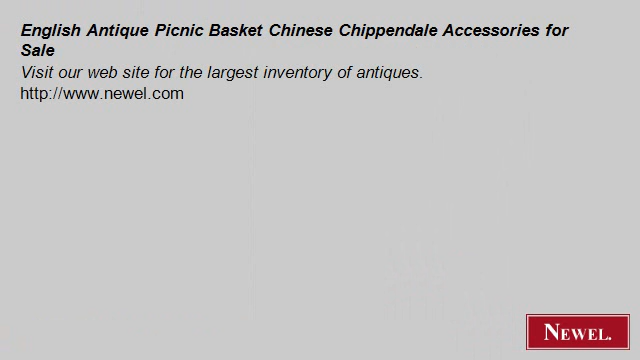 English Antique Picnic Basket Chinese Chippendale Accessories for
Sale
Visit our web site for the largest inventory of antiques.
http://www.newel.com
NEWEL.